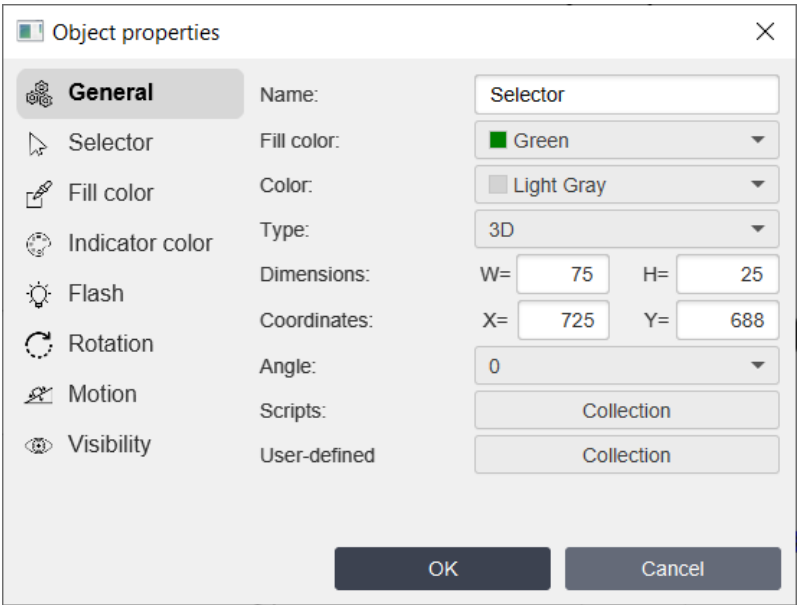 Object properties
General
Selector
Fill color
Indicator color
Flash
Rotation
Motion
Visibility
Name: Selector
Fill color: Green
Color: Light Gray
Type: 3D
Dimensions: W= 75 H= 25
Coordinates: X= 725 Y= 688
Angle: 0
Scripts: Collection
User-defined Collection
OK Cancel